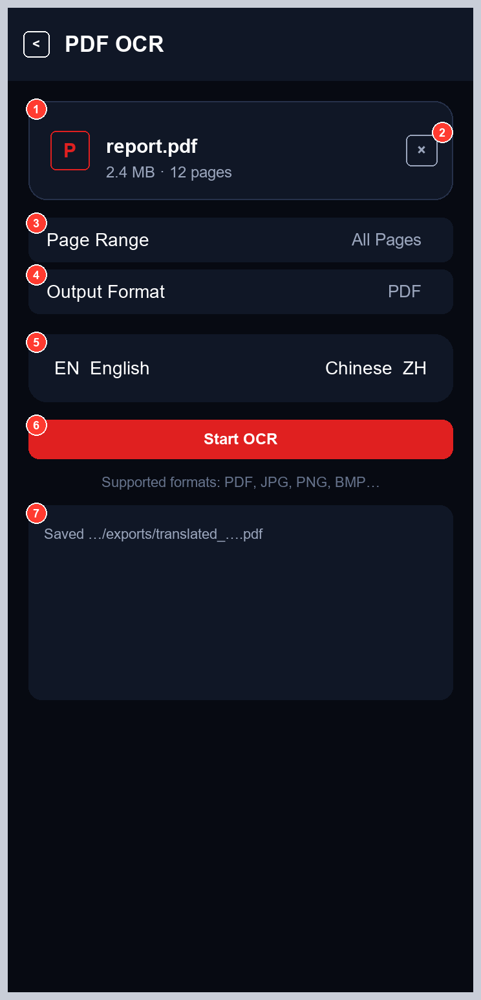 < PDF OCR
1
2
P report.pdf ×
2.4 MB · 12 pages
3
Page Range All Pages
4
Output Format PDF
5
EN English Chinese ZH
6
Start OCR
Supported formats: PDF, JPG, PNG, BMP…
7
Saved …/exports/translated_….pdf